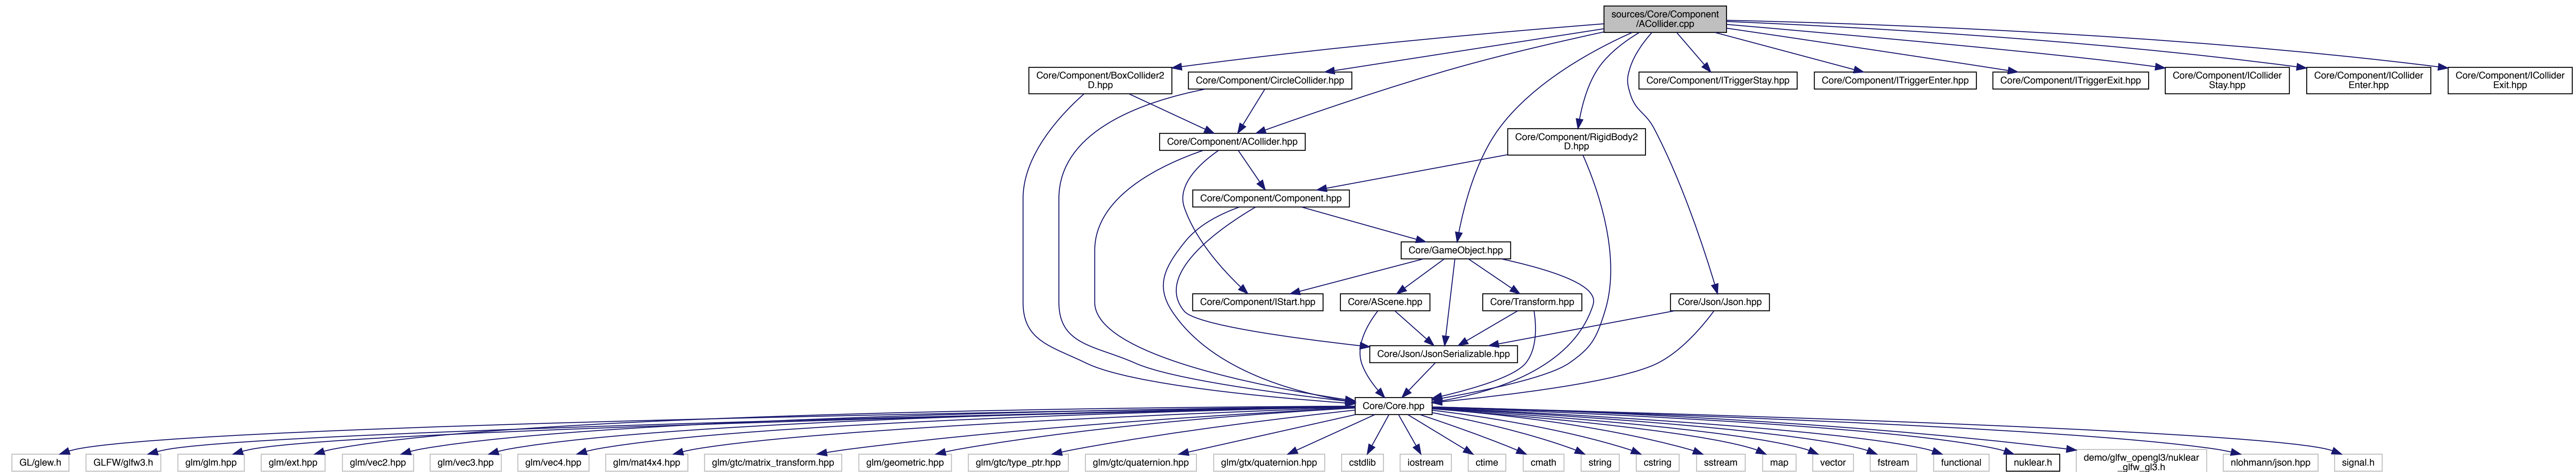 sources/Core/Component
/ACollider.cpp
Core/Component/BoxCollider2
D.hpp
Core/Component/CircleCollider.hpp
Core/Component/ITriggerStay.hpp
Core/Component/ITriggerEnter.hpp
Core/Component/ITriggerExit.hpp
Core/Component/ICollider
Stay.hpp
Core/Component/ICollider
Enter.hpp
Core/Component/ICollider
Exit.hpp
Core/Component/ACollider.hpp
Core/Component/RigidBody2
D.hpp
Core/Component/Component.hpp
Core/GameObject.hpp
Core/Component/IStart.hpp
Core/AScene.hpp
Core/Transform.hpp
Core/Json/Json.hpp
Core/Json/JsonSerializable.hpp
Core/Core.hpp
GL/glew.h
GLFW/glfw3.h
glm/glm.hpp
glm/ext.hpp
glm/vec2.hpp
glm/vec3.hpp
glm/vec4.hpp
glm/mat4x4.hpp
glm/gtc/matrix_transform.hpp
glm/geometric.hpp
glm/gtc/type_ptr.hpp
glm/gtc/quaternion.hpp
glm/gtx/quaternion.hpp
cstdlib
iostream
ctime
cmath
string
cstring
sstream
map
vector
fstream
functional
nuklear.h
demo/glfw_opengl3/nuklear
_glfw_gl3.h
nlohmann/json.hpp
signal.h